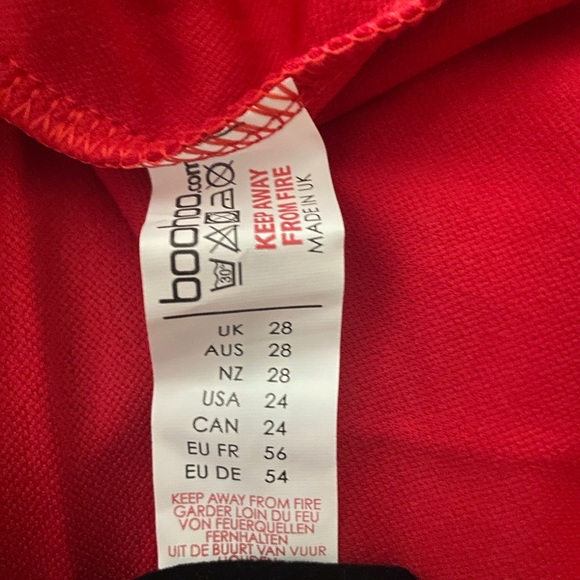 boohoo.com
30°
KEEP AWAY
FROM FIRE
MADE IN UK
UK 28
AUS 28
NZ 28
USA 24
CAN 24
EU FR 56
EU DE 54
KEEP AWAY FROM FIRE
GARDER LOIN DU FEU
VON FEUERQUELLEN
FERNHALTEN
UIT DE BUURT VAN VUUR
HOUDEN